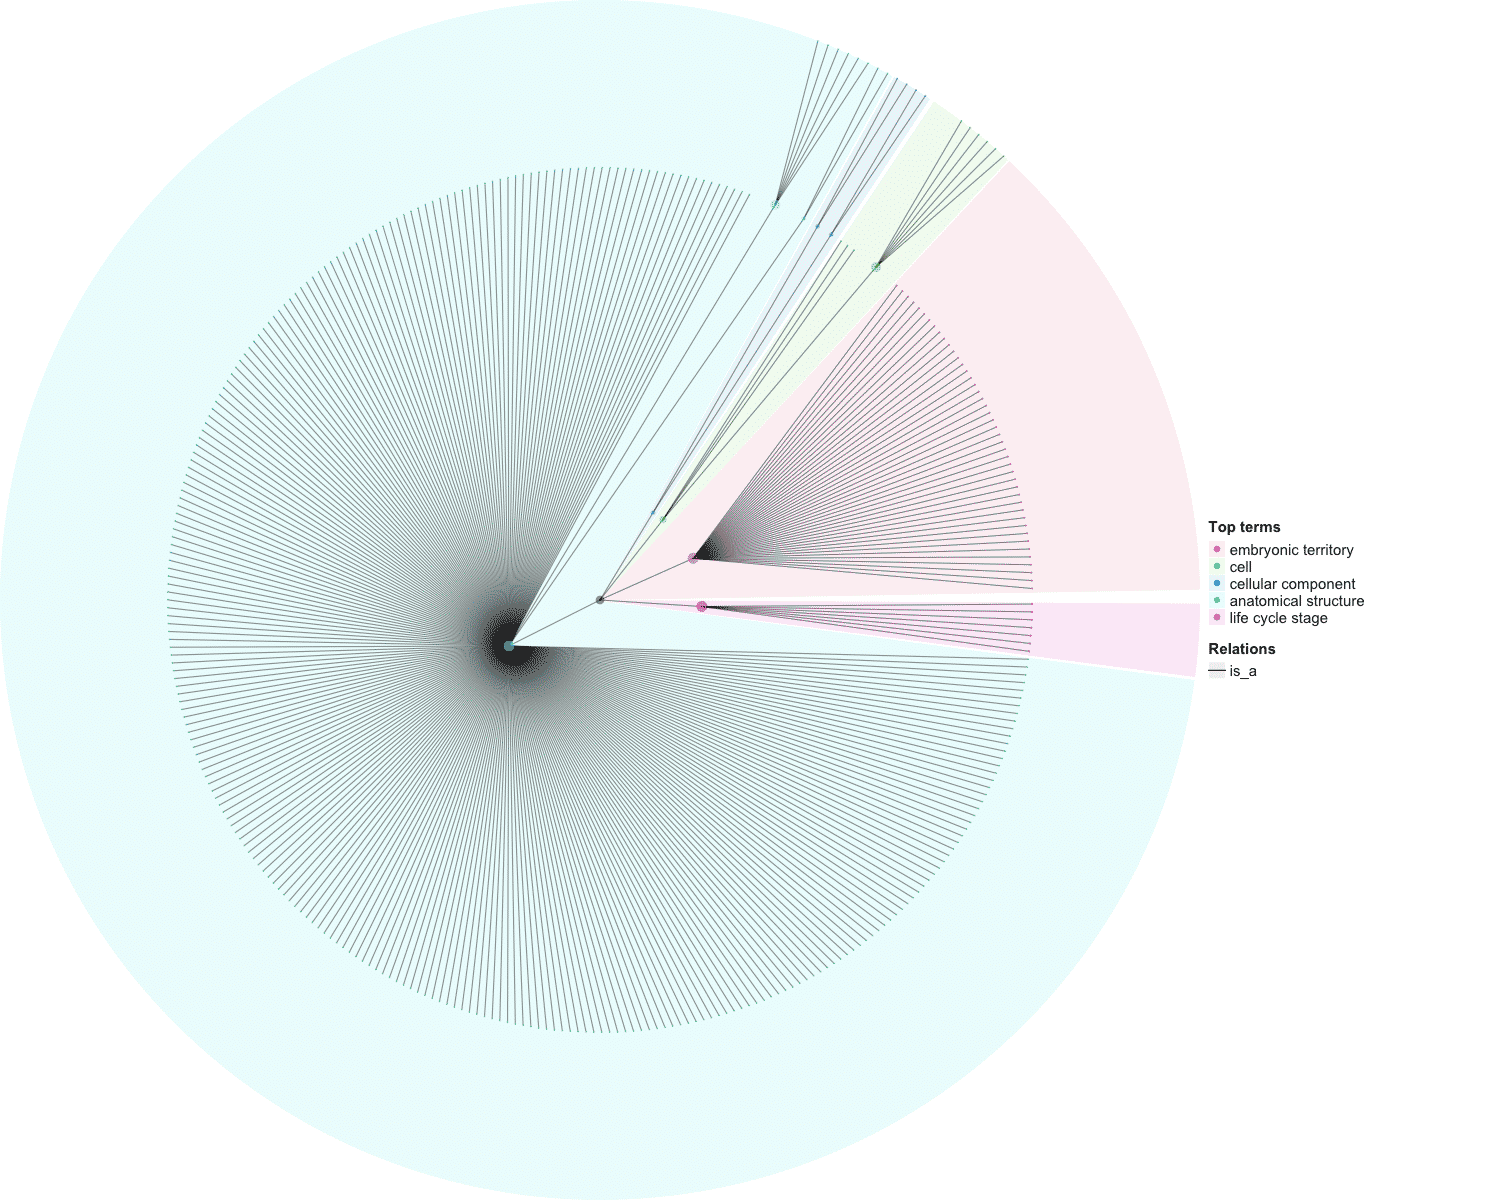 Top terms
embryonic territory
cell
cellular component
anatomical structure
life cycle stage
Relations
is_a